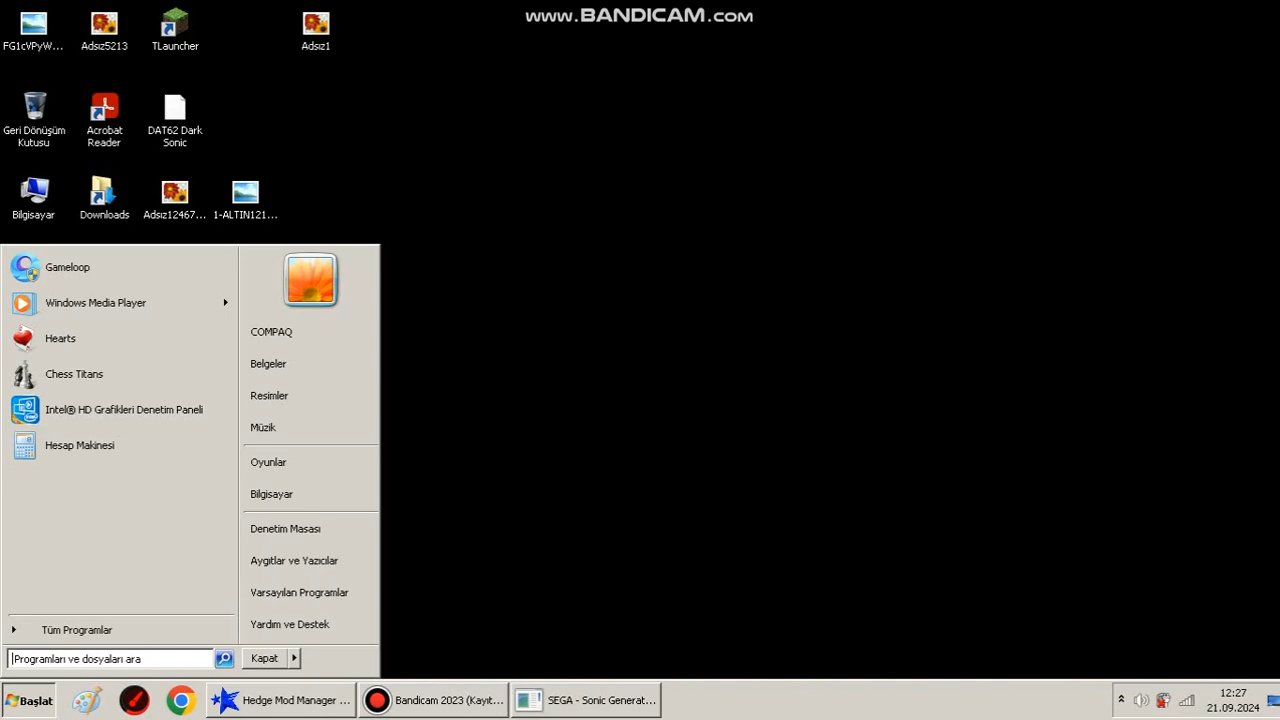 www.BANDICAM.com
FG1cVPyW...
Adsız5213
TLauncher
Adsız1
Geri Dönüşüm
Kutusu
Acrobat
Reader
DAT62 Dark
Sonic
Bilgisayar
Downloads
Adsız12467...
1-ALTIN121...
Gameloop
Windows Media Player
Hearts
Chess Titans
Intel® HD Grafikleri Denetim Paneli
Hesap Makinesi
Tüm Programlar
Programları ve dosyaları ara
COMPAQ
Belgeler
Resimler
Müzik
Oyunlar
Bilgisayar
Denetim Masası
Aygıtlar ve Yazıcılar
Varsayılan Programlar
Yardım ve Destek
Kapat
Başlat
Hedge Mod Manager ...
Bandicam 2023 (Kayıt...
SEGA - Sonic Generat...
12:27
21.09.2024